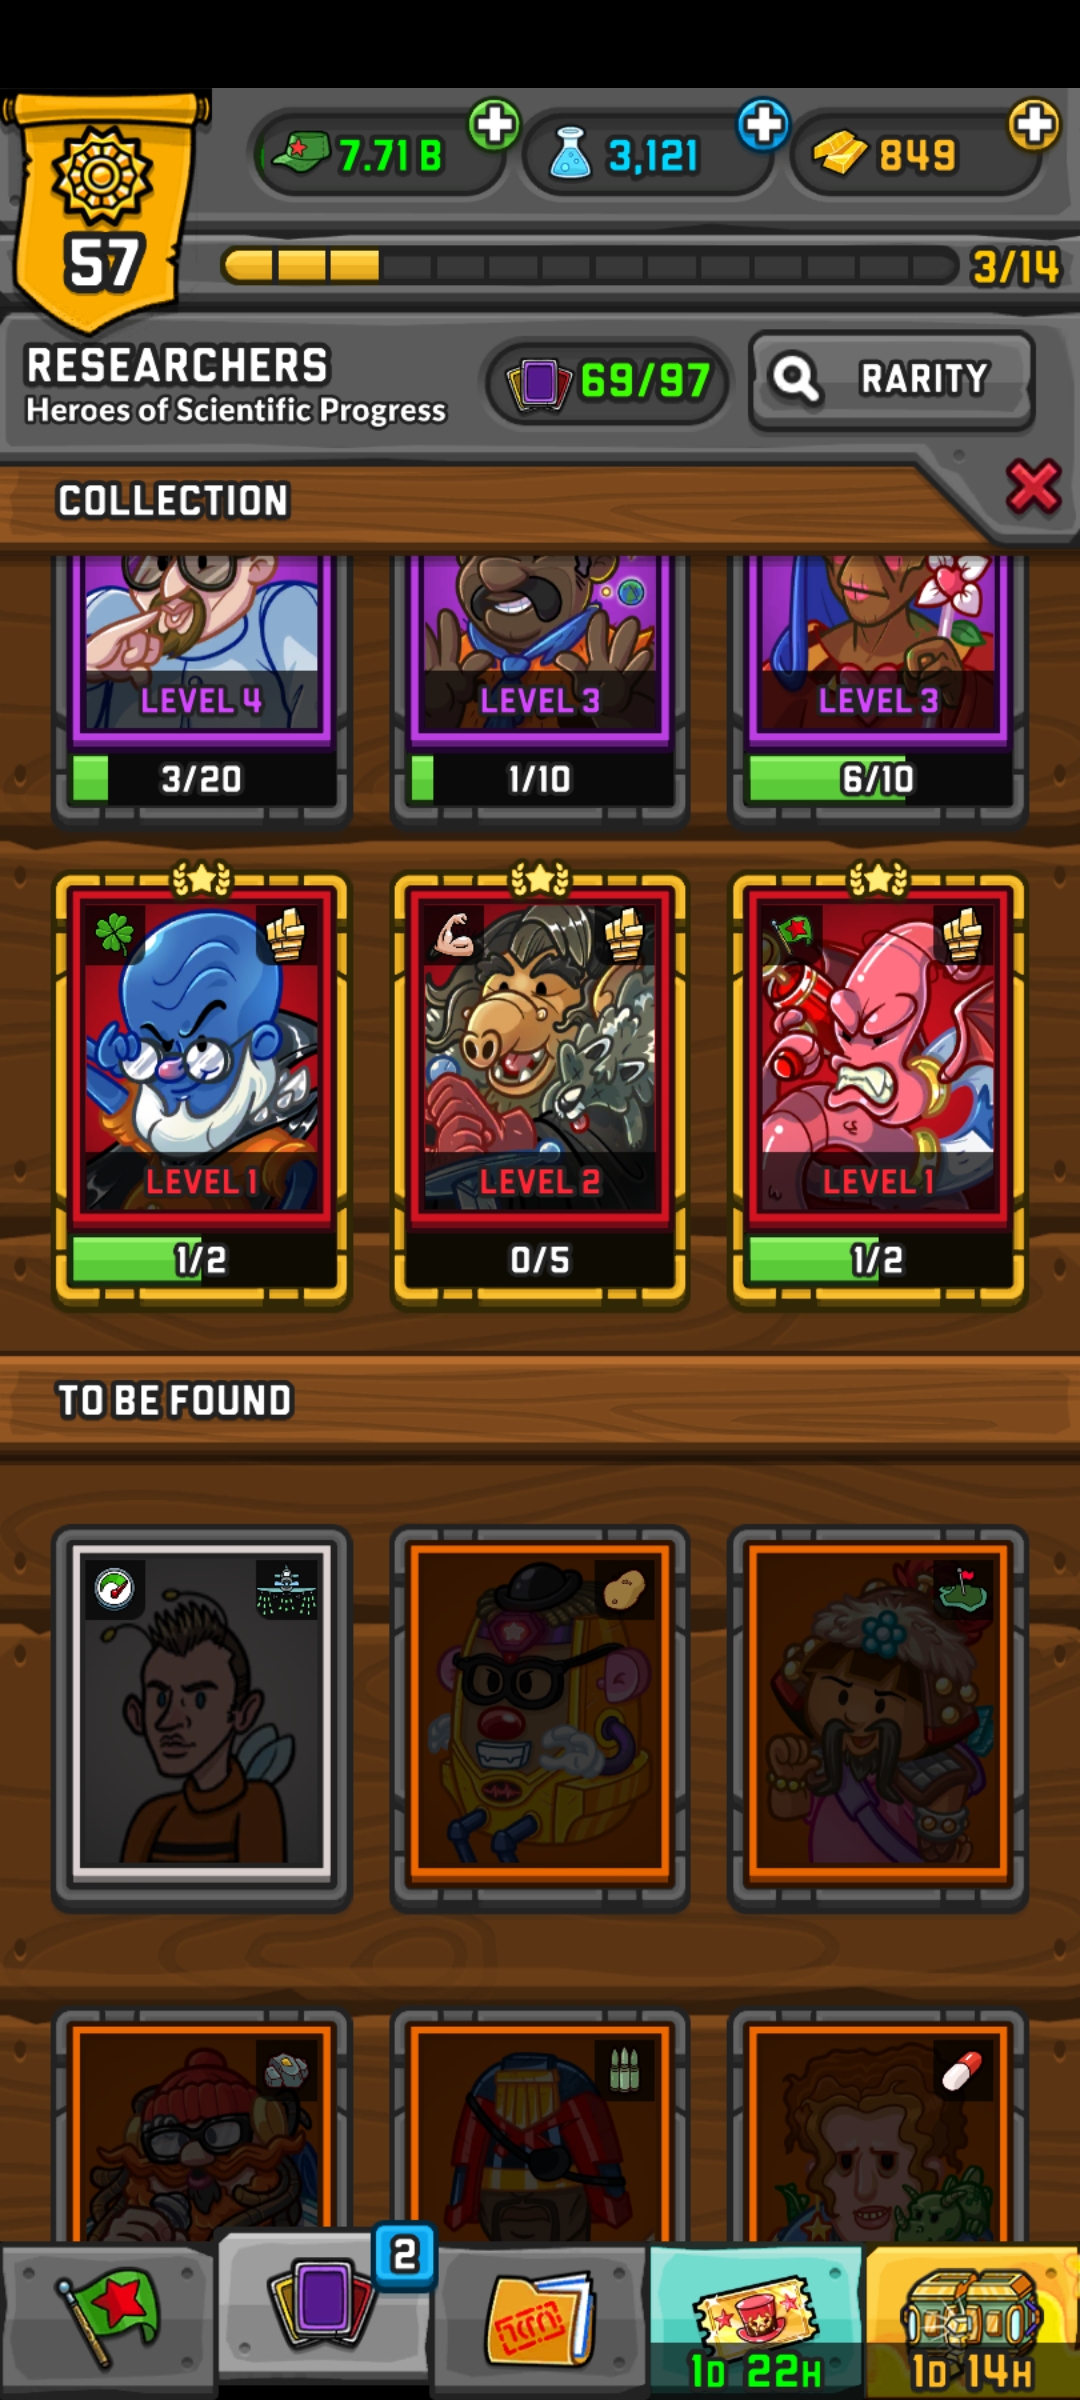 7.71 B
3,121
849
57
3/14
RESEARCHERS
Heroes of Scientific Progress
69/97
RARITY
COLLECTION
LEVEL 4
LEVEL 3
LEVEL 3
3/20
1/10
6/10
LEVEL 1
LEVEL 2
LEVEL 1
1/2
0/5
1/2
TO BE FOUND
2
1D 22H
1D 14H